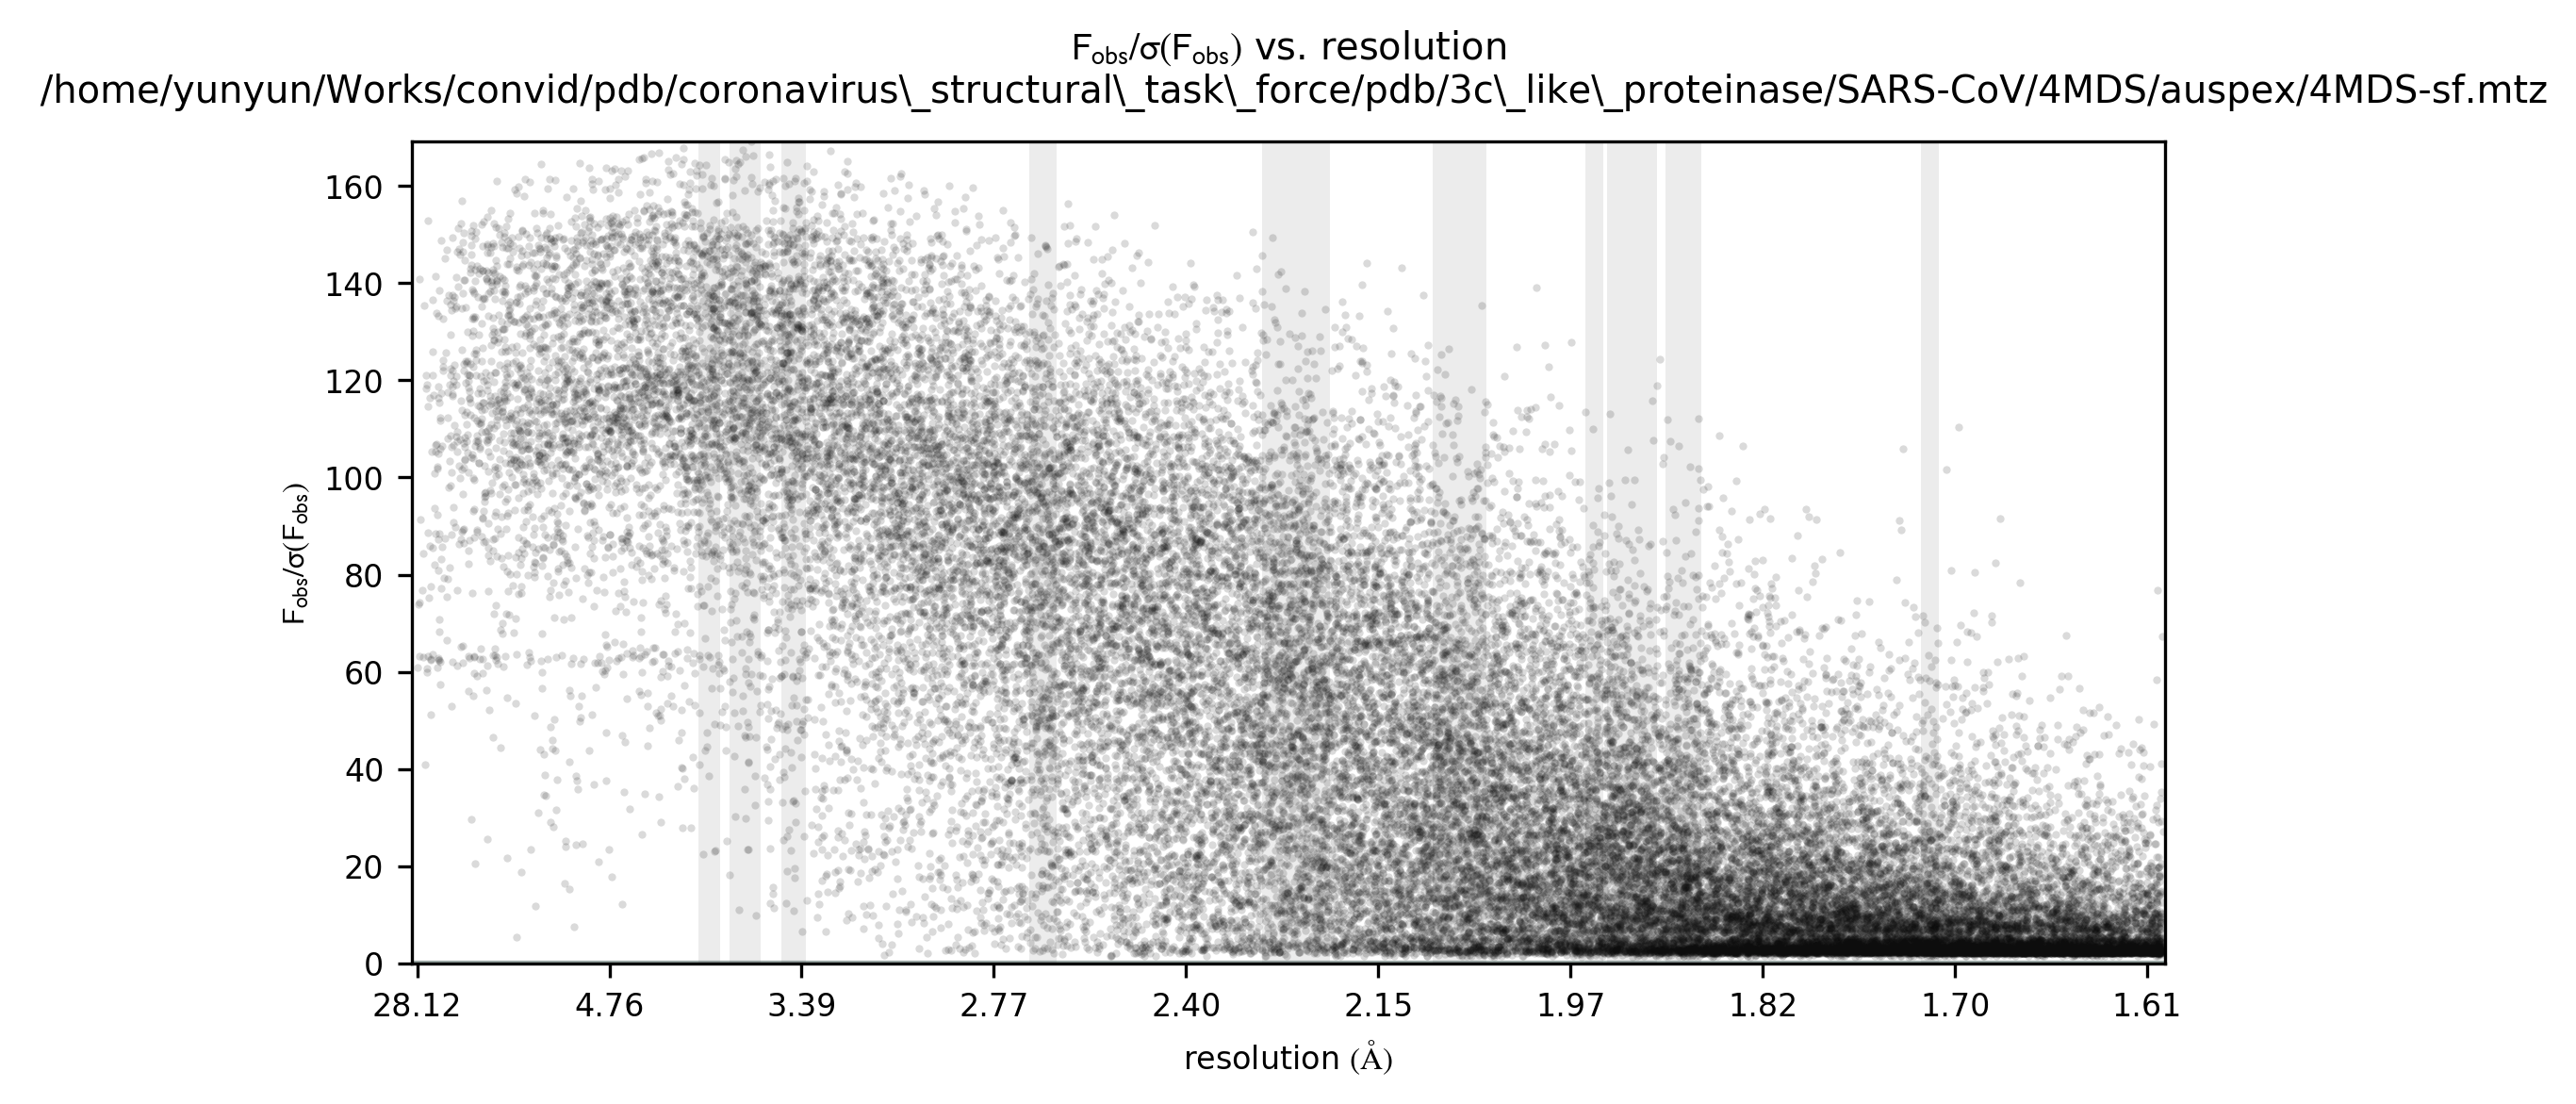 Fobs/σ(Fobs) vs. resolution
/home/yunyun/Works/convid/pdb/coronavirus\_structural\_task\_force/pdb/3c\_like\_proteinase/SARS-CoV/4MDS/auspex/4MDS-sf.mtz
Fobs/σ(Fobs)
160
140
120
100
80
60
40
20
0
28.12 4.76 3.39 2.77 2.40 2.15 1.97 1.82 1.70 1.61
resolution (Å)